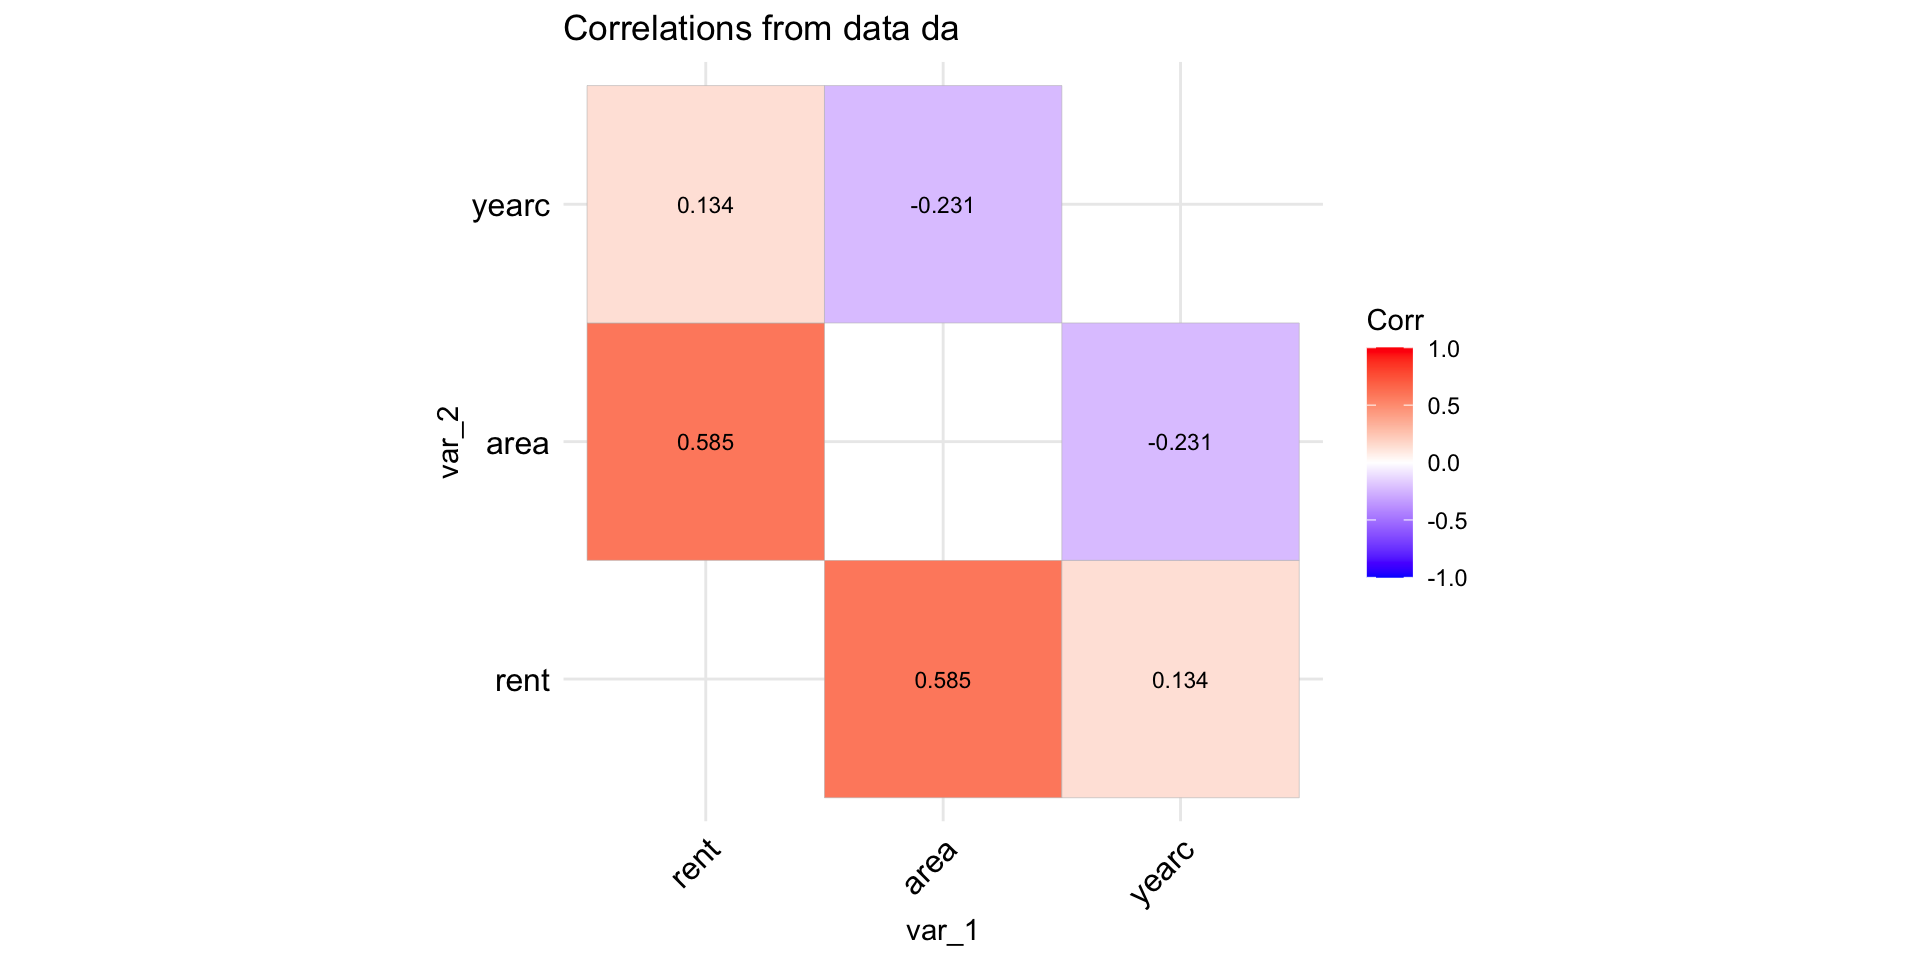 Correlations from data da
yearc
0.134
-0.231
area
0.585
-0.231
rent
0.585
0.134
var_2
rent
area
yearc
var_1
Corr
1.0
0.5
0.0
-0.5
-1.0